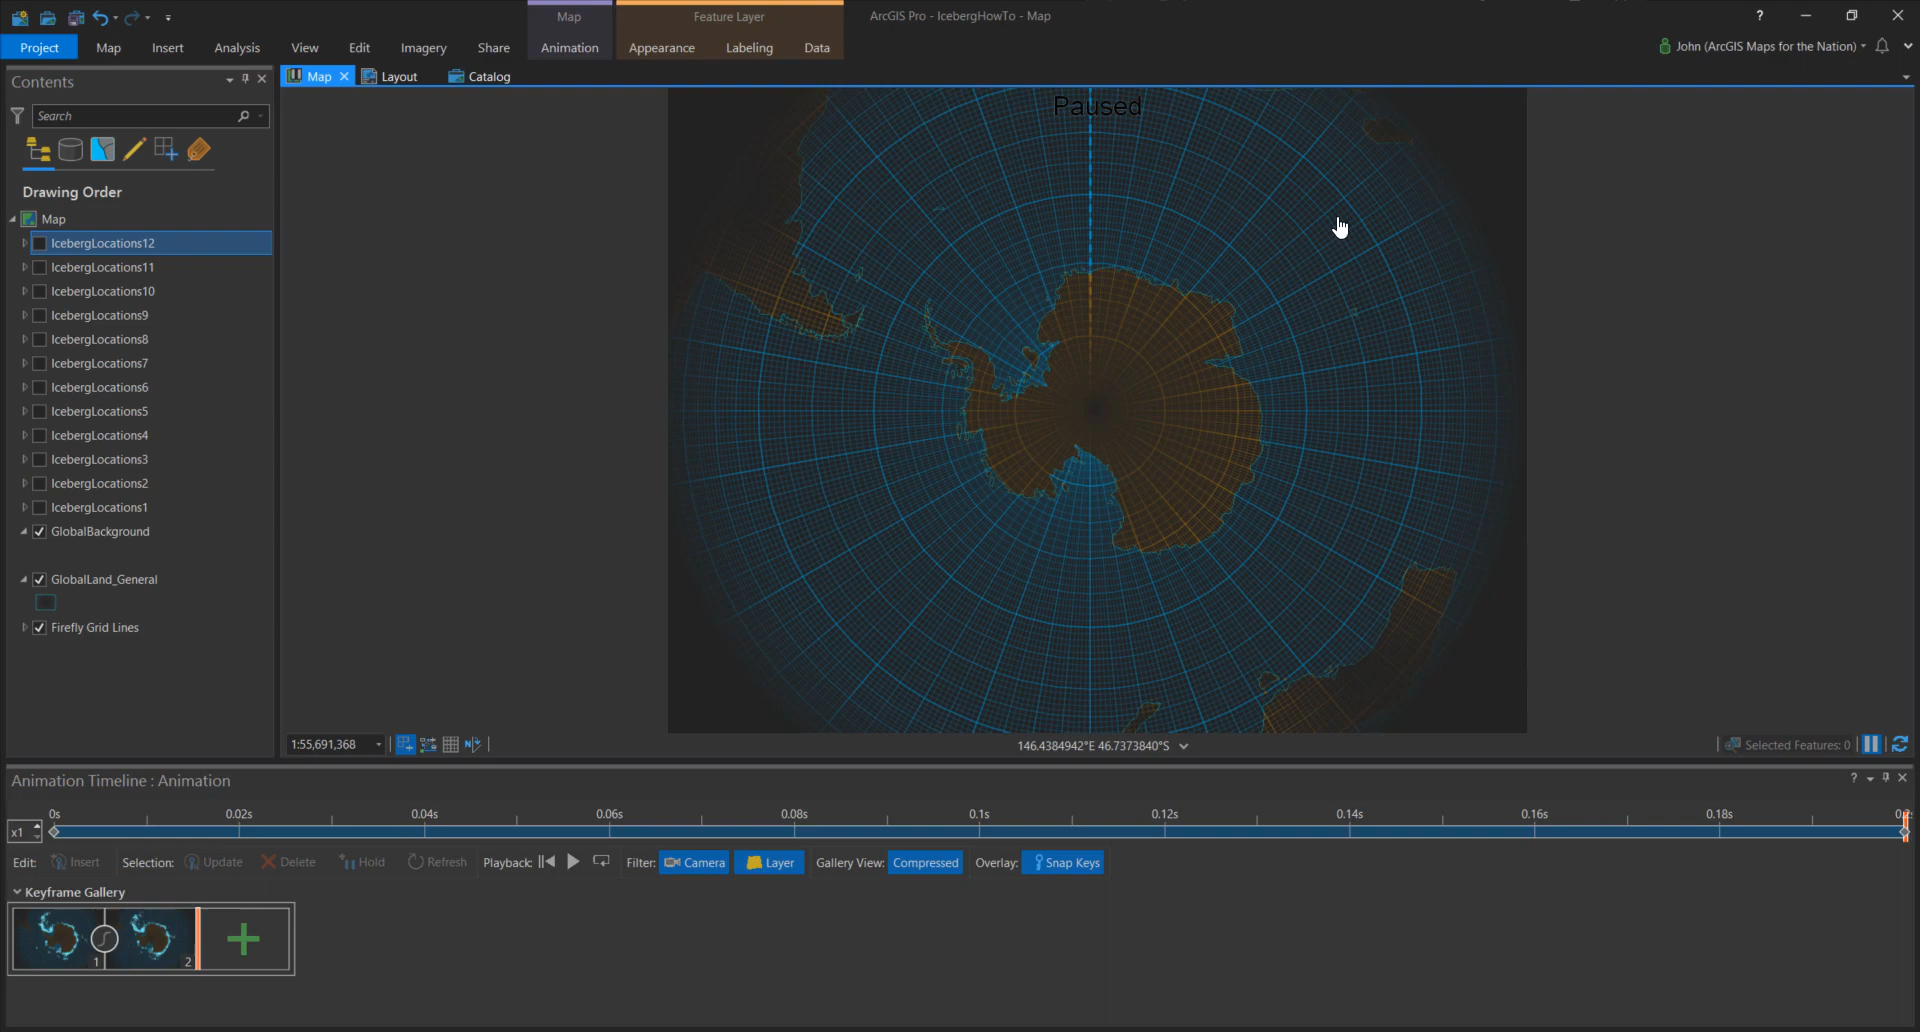 Map
Feature Layer
ArcGIS Pro - IcebergHowTo - Map
?
Project
Map
Insert
Analysis
View
Edit
Imagery
Share
Animation
Appearance
Labeling
Data
John (ArcGIS Maps for the Nation)
Contents
Map
Layout
Catalog
Search
Paused
Drawing Order
Map
IcebergLocations12
IcebergLocations11
IcebergLocations10
IcebergLocations9
IcebergLocations8
IcebergLocations7
IcebergLocations6
IcebergLocations5
IcebergLocations4
IcebergLocations3
IcebergLocations2
IcebergLocations1
GlobalBackground
GlobalLand_General
Firefly Grid Lines
1:55,691,368
146.4384942°E 46.7373840°S
Selected Features: 0
Animation Timeline : Animation
?
0s 0.02s 0.04s 0.06s 0.08s 0.1s 0.12s 0.14s 0.16s 0.18s
x1
Edit: Insert Selection: Update Delete Hold Refresh Playback: Filter: Camera Layer Gallery View: Compressed Overlay: Snap Keys
Keyframe Gallery
1
2